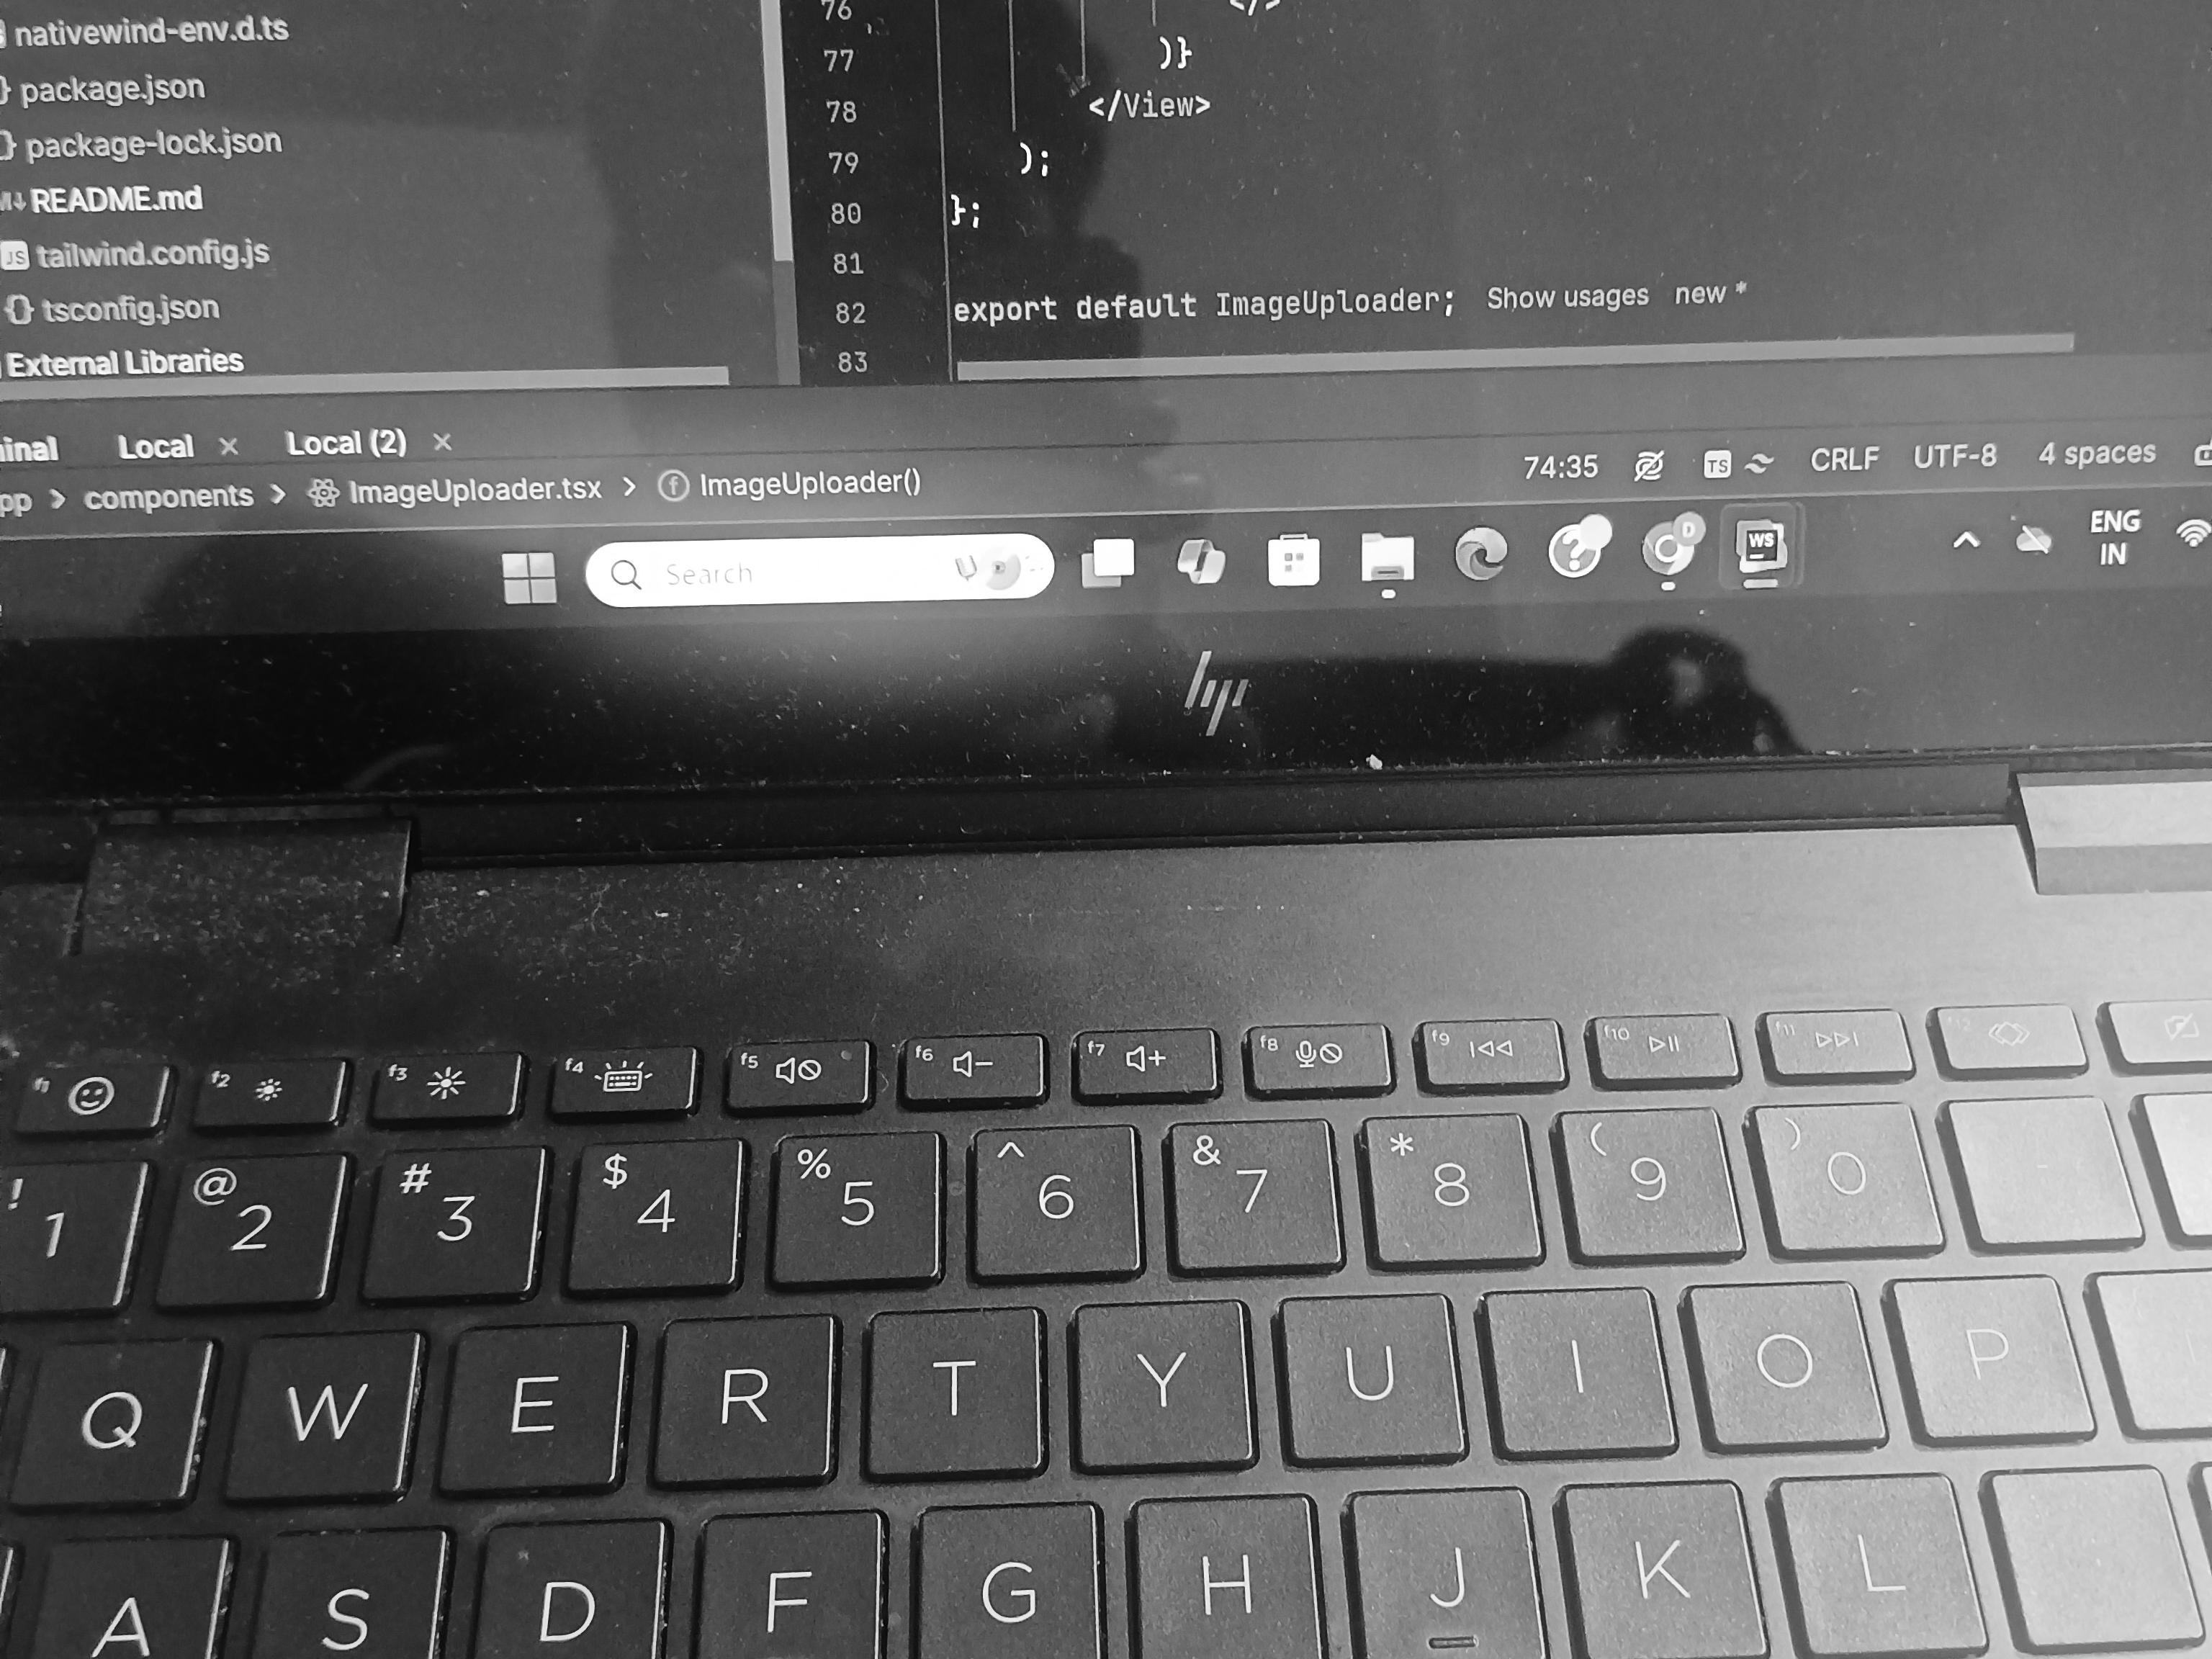 nativewind-env.d.ts
package.json
package-lock.json
README.md
JS tailwind.config.js
{} tsconfig.json
External Libraries
76 </>
77 )}
78 </View>
79 );
80 };
81
82 export default ImageUploader; Show usages new *
83
Local × Local (2) ×
components > ImageUploader.tsx > f ImageUploader()
74:35 TS CRLF UTF-8 4 spaces
Search
D
WS
ENG
IN
hp
f1 f2 f3 f4 f5 f6 f7 f8 f9 f10 f11 f12
! 1 @ 2 # 3 $ 4 % 5 ^ 6 & 7 * 8 ( 9 ) 0
Q W E R T Y U I O P
A S D F G H J K L